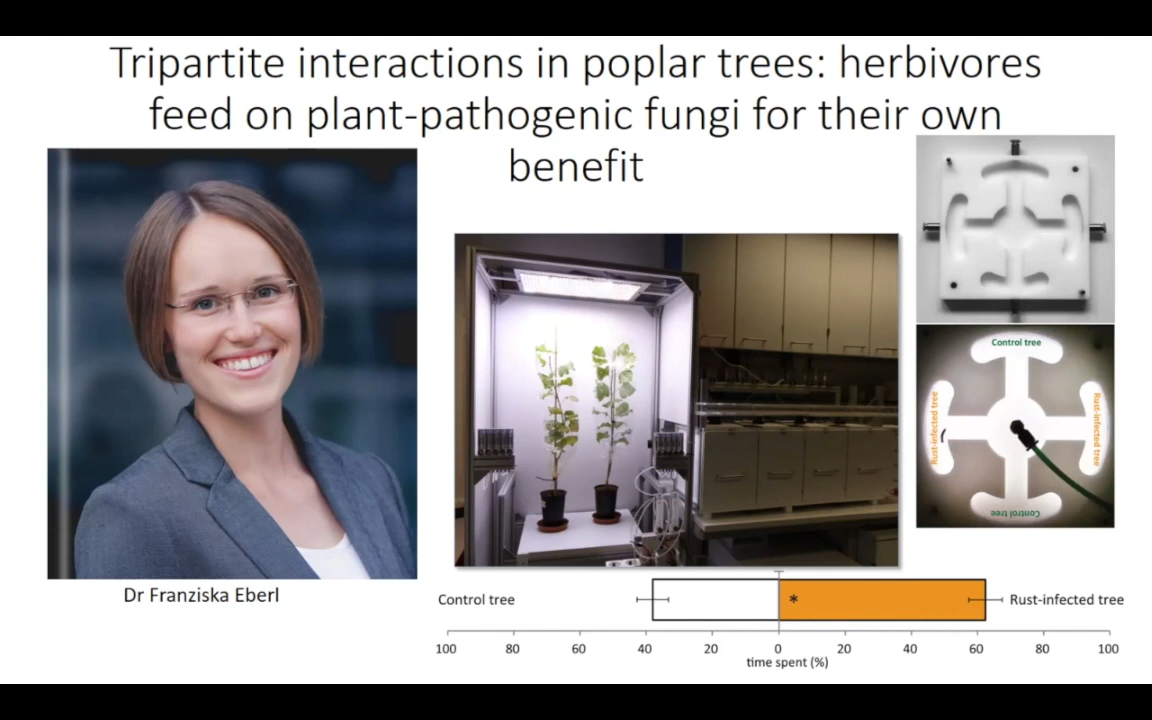 Tripartite interactions in poplar trees: herbivores
feed on plant-pathogenic fungi for their own
benefit
Control tree
Rust-infected tree
Rust-infected tree
Control tree
Dr Franziska Eberl
Control tree
*
Rust-infected tree
100 80 60 40 20 0 20 40 60 80 100
time spent (%)